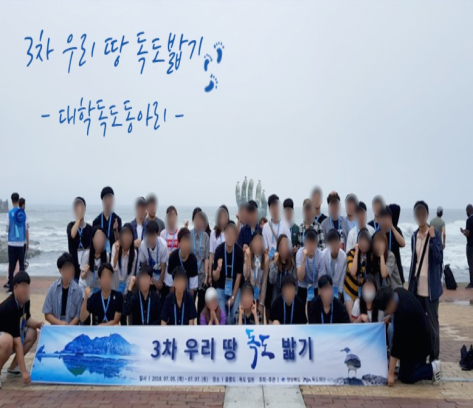 3차 우리 땅 독도밟기
- 대학독도동아리 -
3차 우리 땅 독도 밟기